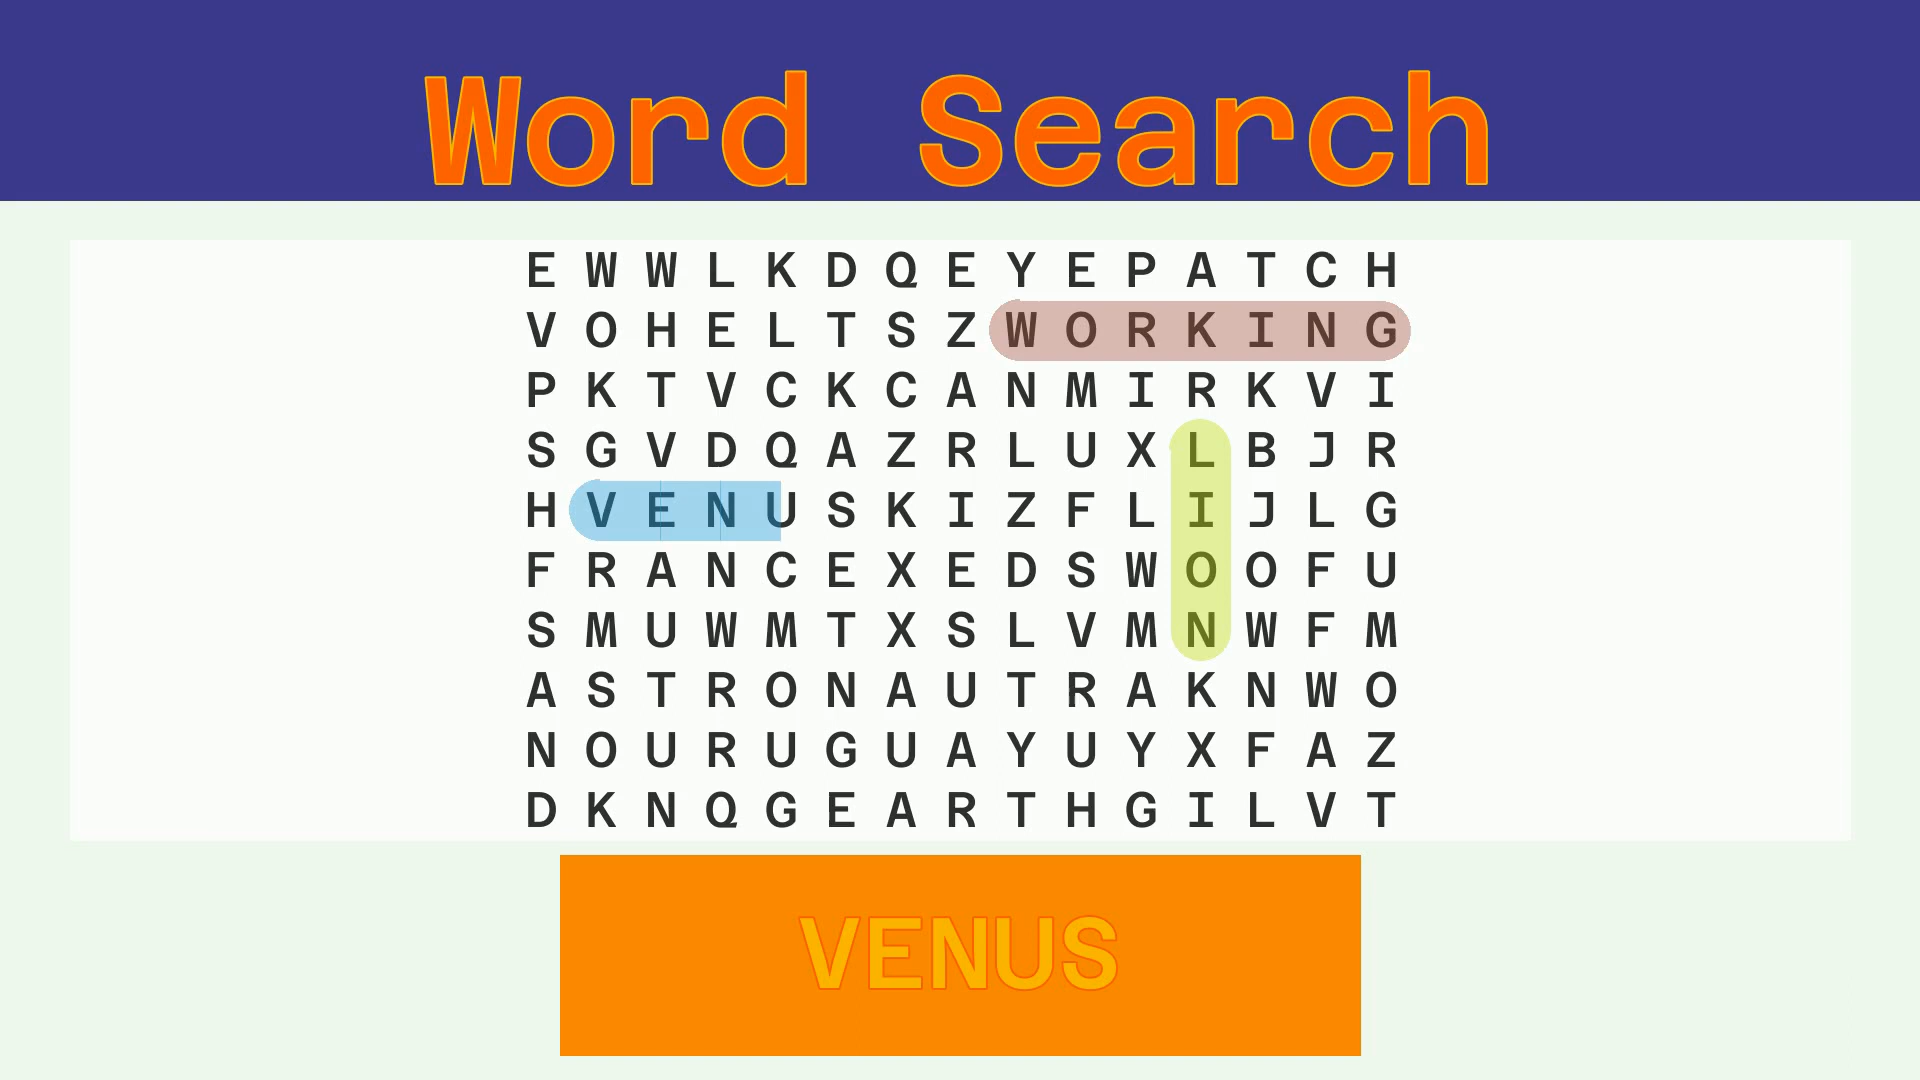 Word Search
E W W L K D Q E Y E P A T C H
V O H E L T S Z W O R K I N G
P K T V C K C A N M I R K V I
S G V D Q A Z R L U X L B J R
H V E N U S K I Z F L I J L G
F R A N C E X E D S W O O F U
S M U W M T X S L V M N W F M
A S T R O N A U T R A K N W O
N O U R U G U A Y U Y X F A Z
D K N Q G E A R T H G I L V T
VENUS